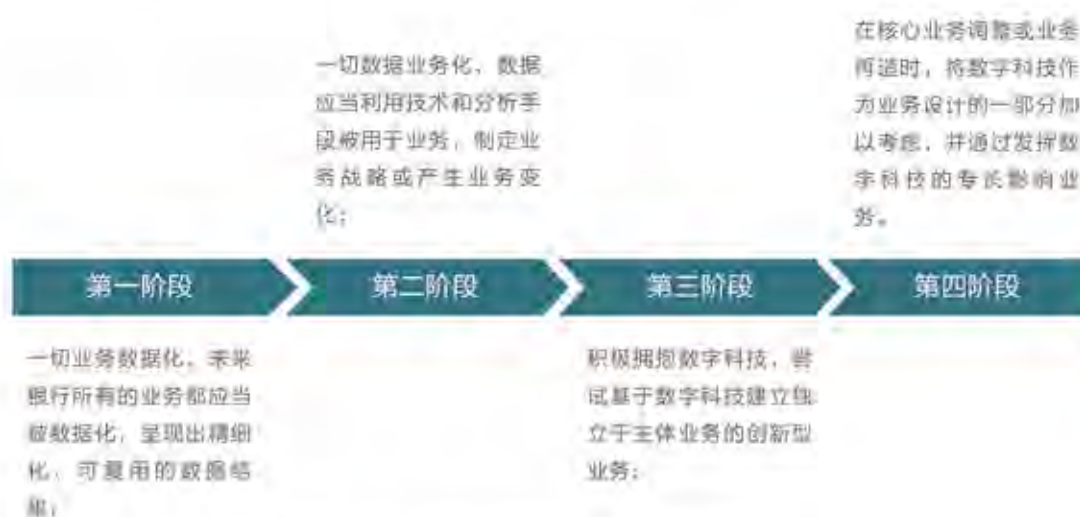 一切数据业务化，数据
应当利用技术和分析手
段被用于业务，制定业
务战略或产生业务变
化；
在核心业务调整或业务
再造时，将数字科技作
为业务设计的一部分加
以考虑，并通过发挥数
字科技的专长影响业
务。
第一阶段
第二阶段
第三阶段
第四阶段
一切业务数据化，未来
银行所有的业务都应当
被数据化，呈现出精细
化、可复用的数据结
果；
积极拥抱数字科技，尝
试基于数字科技建立独
立于主体业务的创新型
业务；